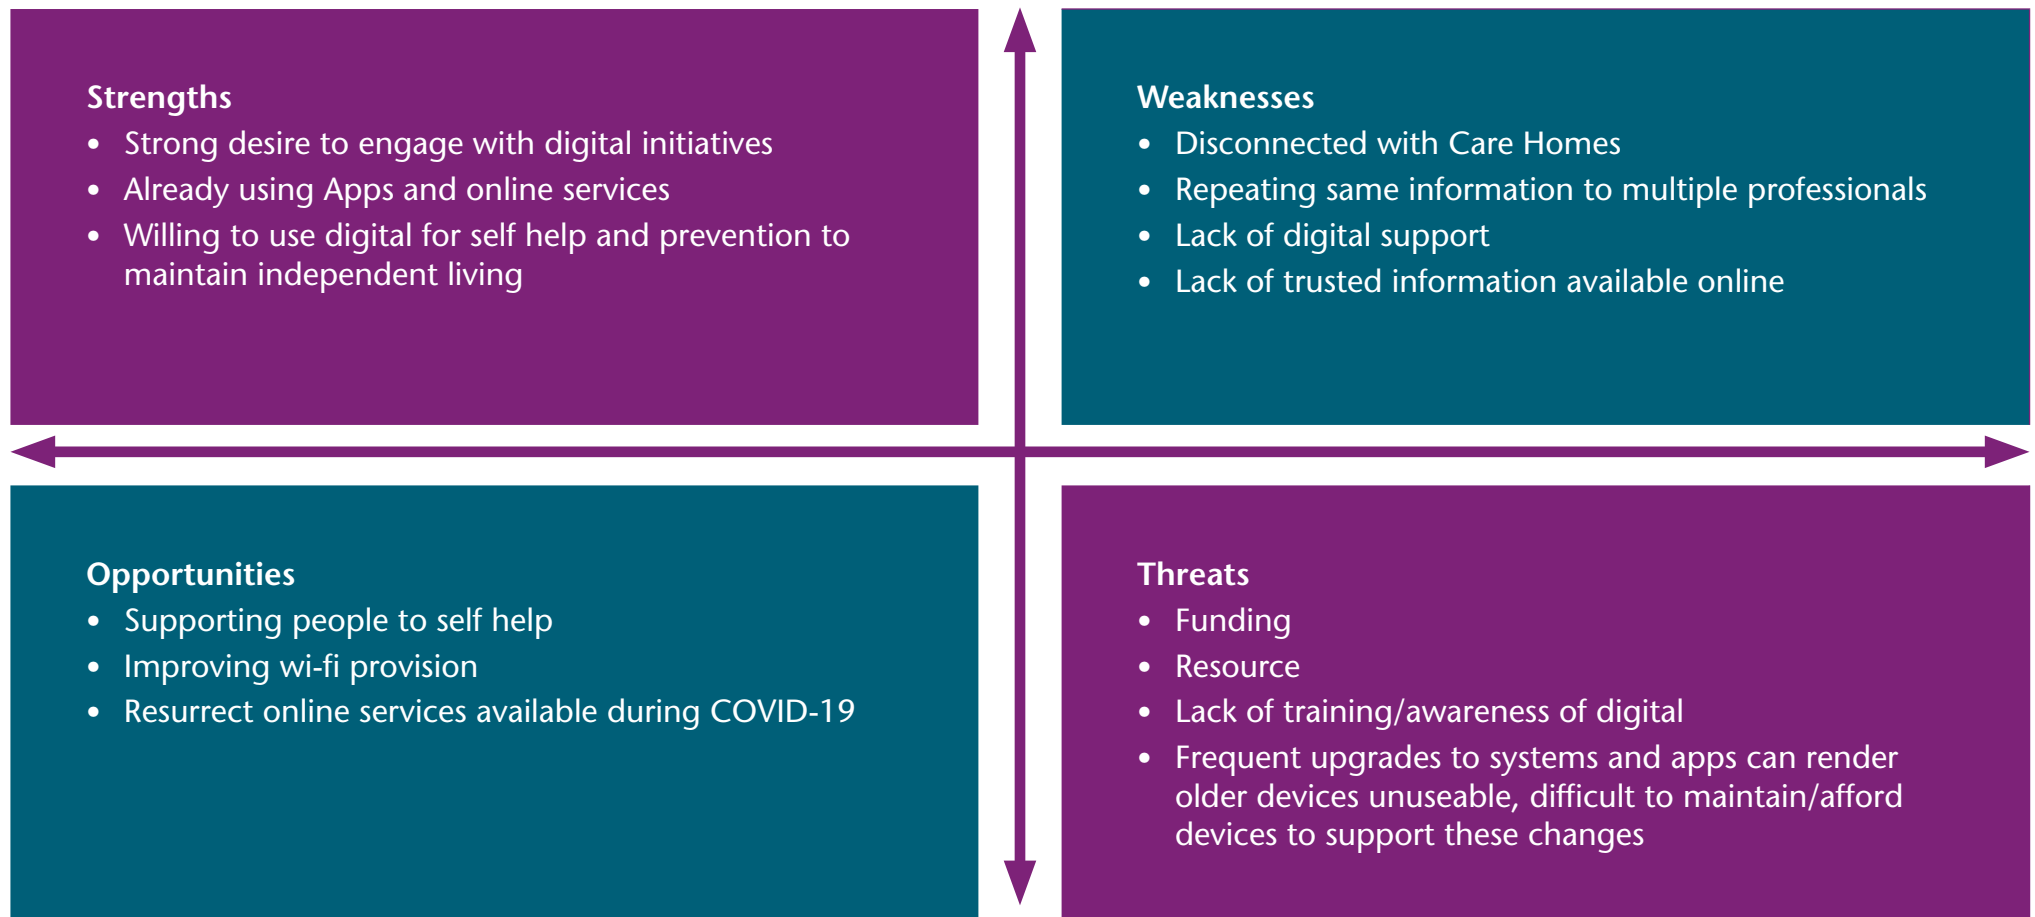 Strengths
• Strong desire to engage with digital initiatives
• Already using Apps and online services
• Willing to use digital for self help and prevention to
maintain independent living
Weaknesses
• Disconnected with Care Homes
• Repeating same information to multiple professionals
• Lack of digital support
• Lack of trusted information available online
Opportunities
• Supporting people to self help
• Improving wi-fi provision
• Resurrect online services available during COVID-19
Threats
• Funding
• Resource
• Lack of training/awareness of digital
• Frequent upgrades to systems and apps can render
older devices unuseable, difficult to maintain/afford
devices to support these changes